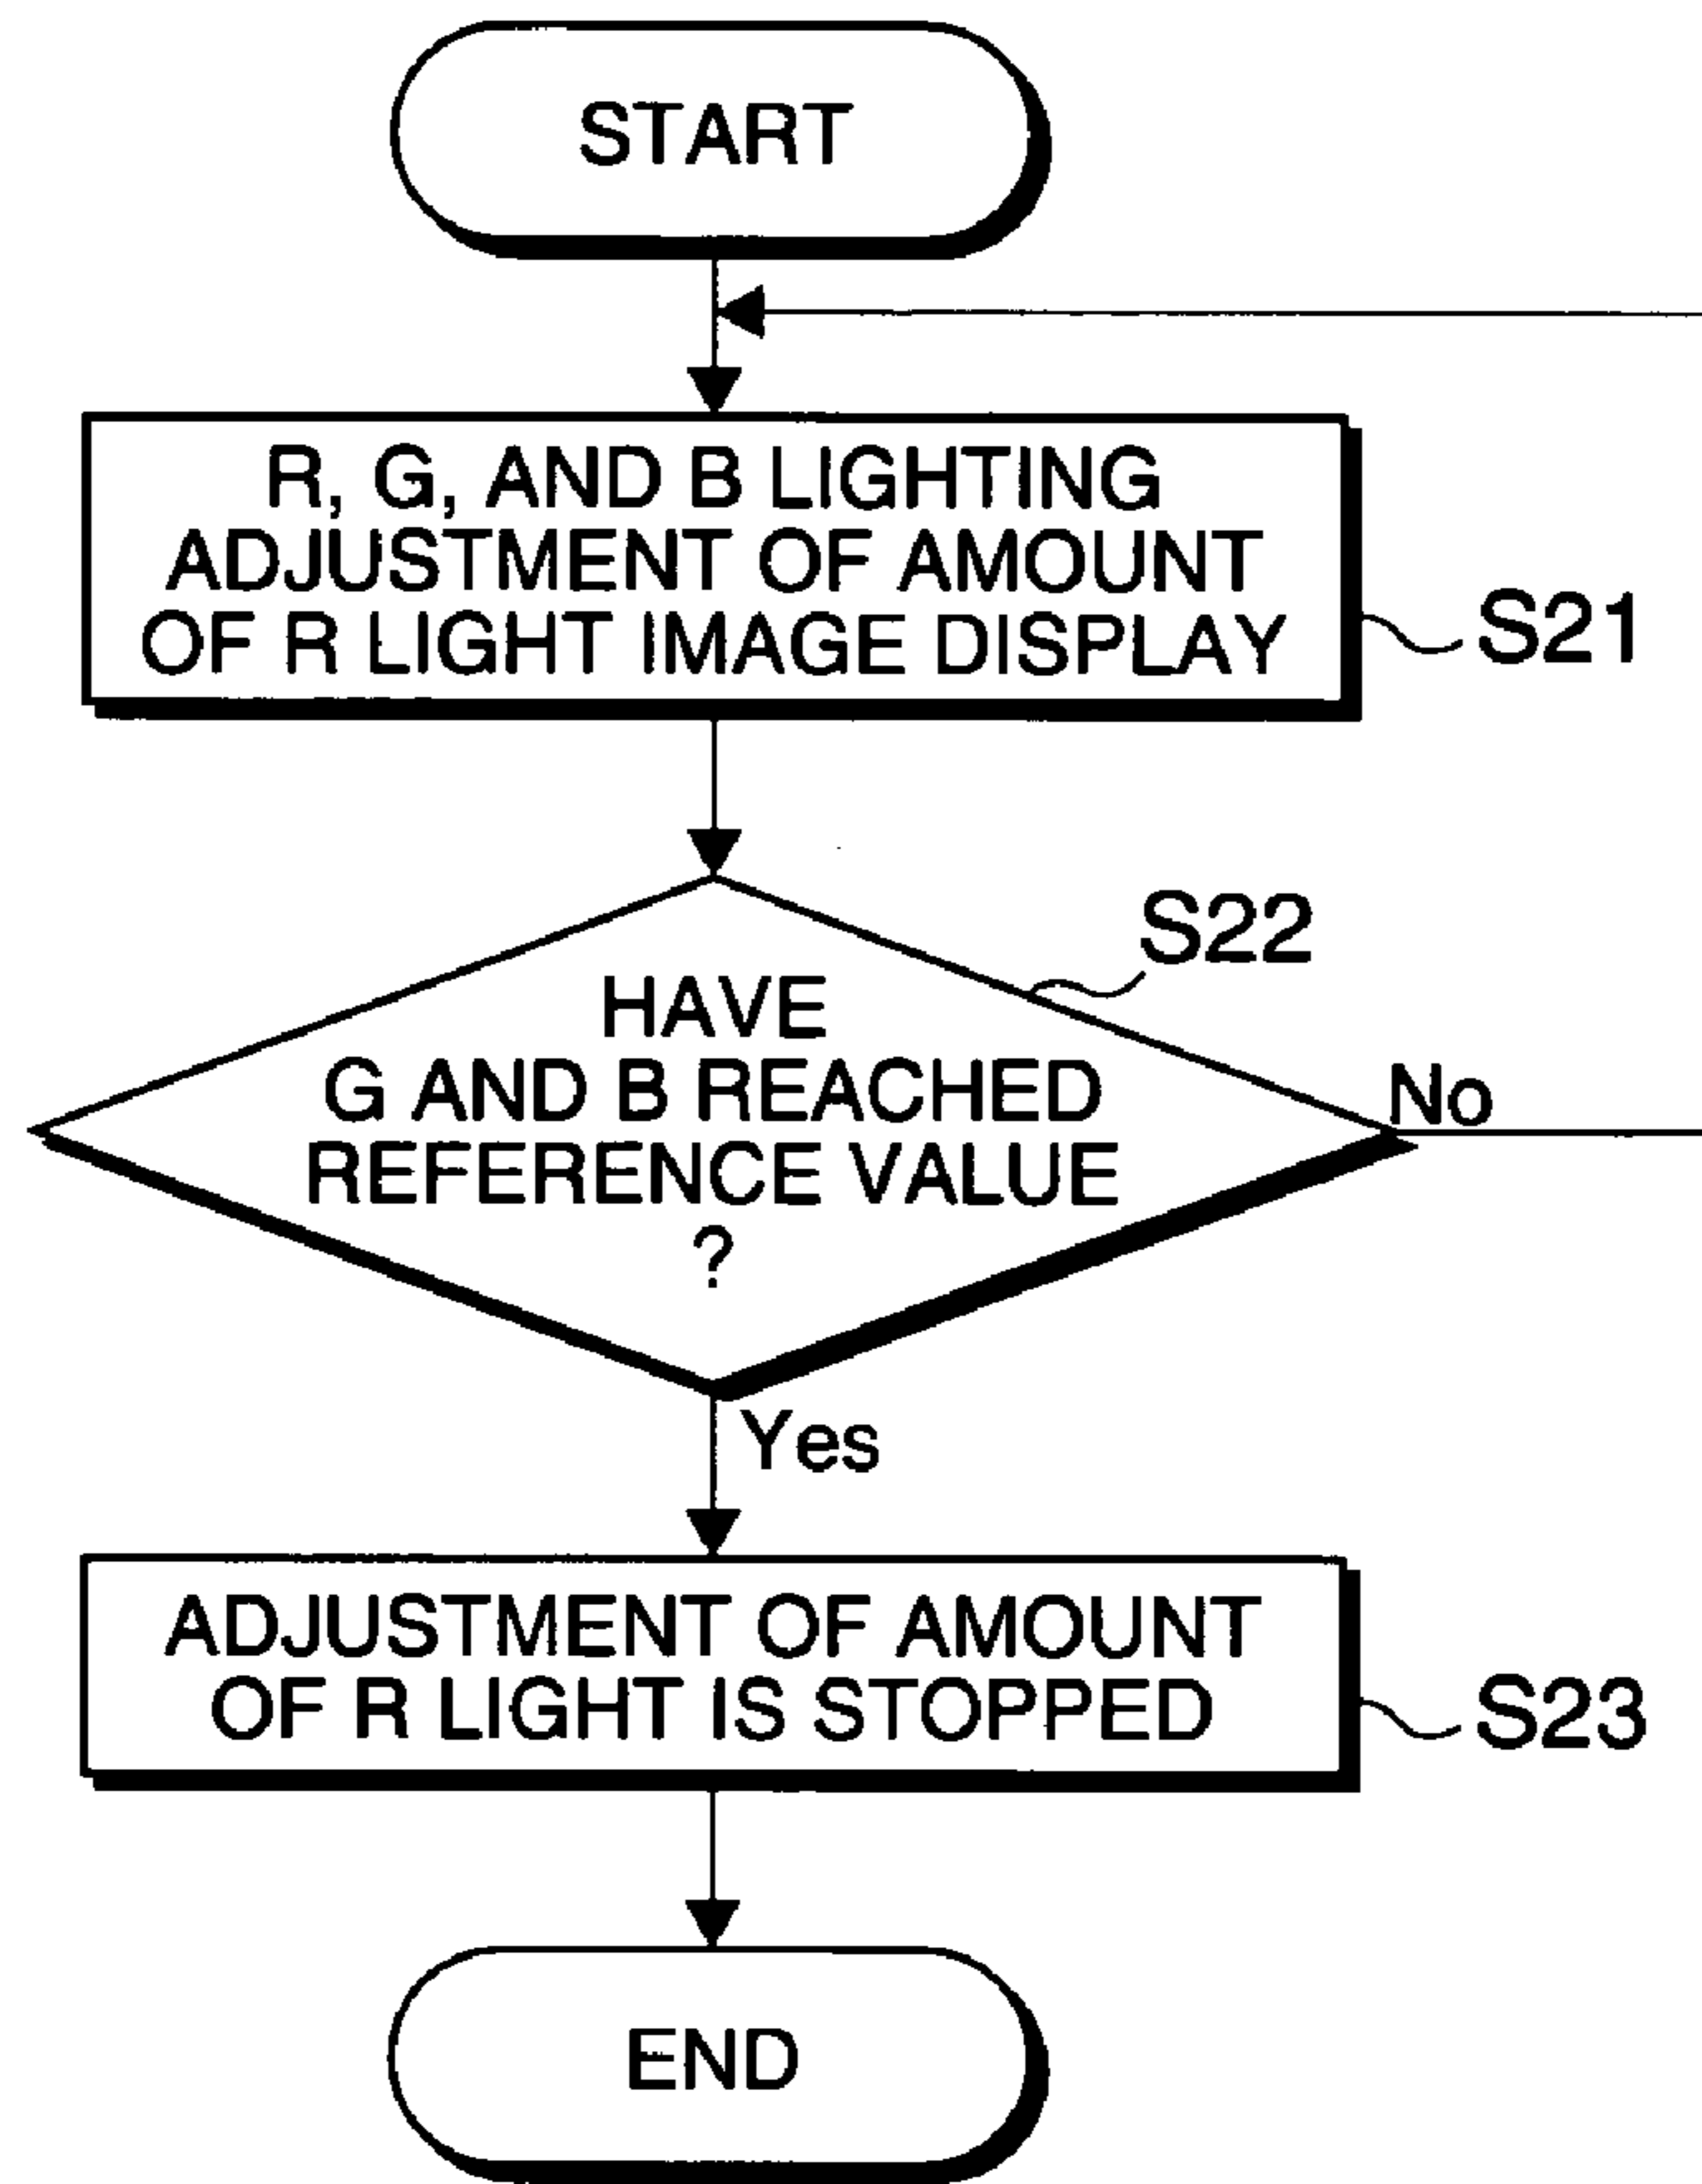 START
R, G, AND B LIGHTING
ADJUSTMENT OF AMOUNT
OF R LIGHT IMAGE DISPLAY
S21
S22
HAVE
G AND B REACHED
REFERENCE VALUE
?
No
Yes
ADJUSTMENT OF AMOUNT
OF R LIGHT IS STOPPED
S23
END